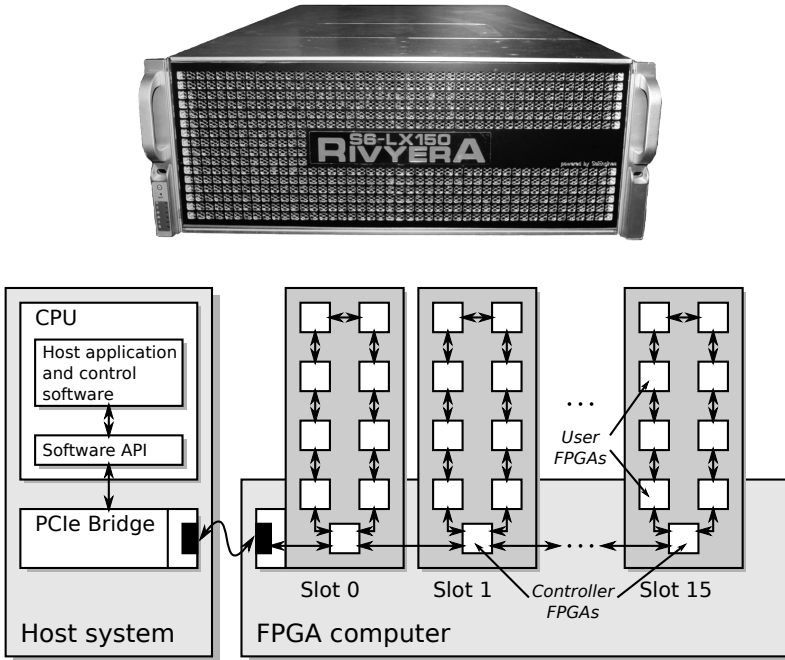 S6-LX150
RIVYERA
powered by SciEngines
CPU
Host application
and control
software
Software API
PCIe Bridge
Host system
...
User
FPGAs
...
Slot 0
Slot 1
Controller
FPGAs
Slot 15
FPGA computer